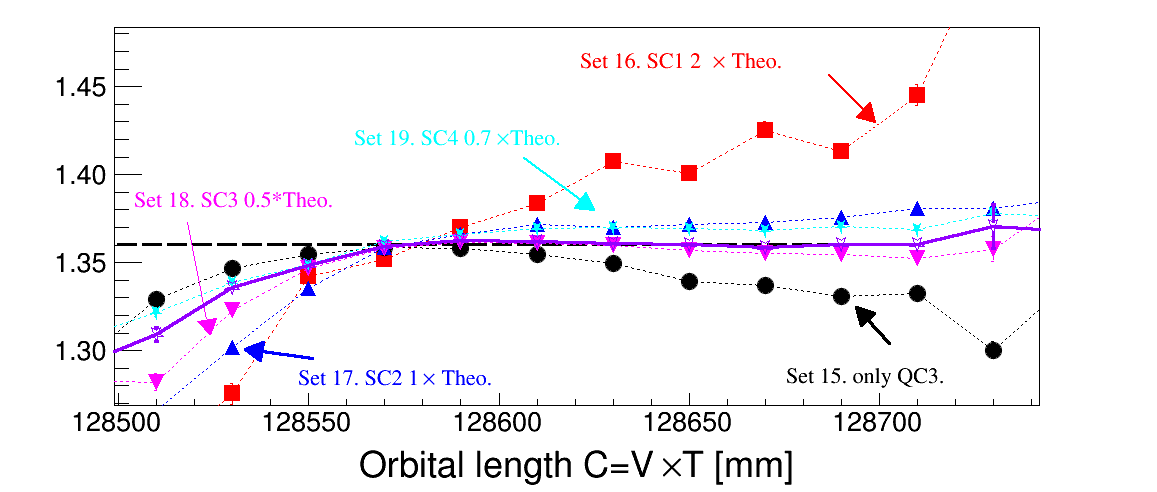 Set 16. SC1 2 × Theo.
1.45
Set 19. SC4 0.7 ×Theo.
1.40
Set 18. SC3 0.5*Theo.
1.35
1.30
Set 17. SC2 1× Theo.
Set 15. only QC3.
128500 128550 128600 128650 128700
Orbital length C=V ×T [mm]